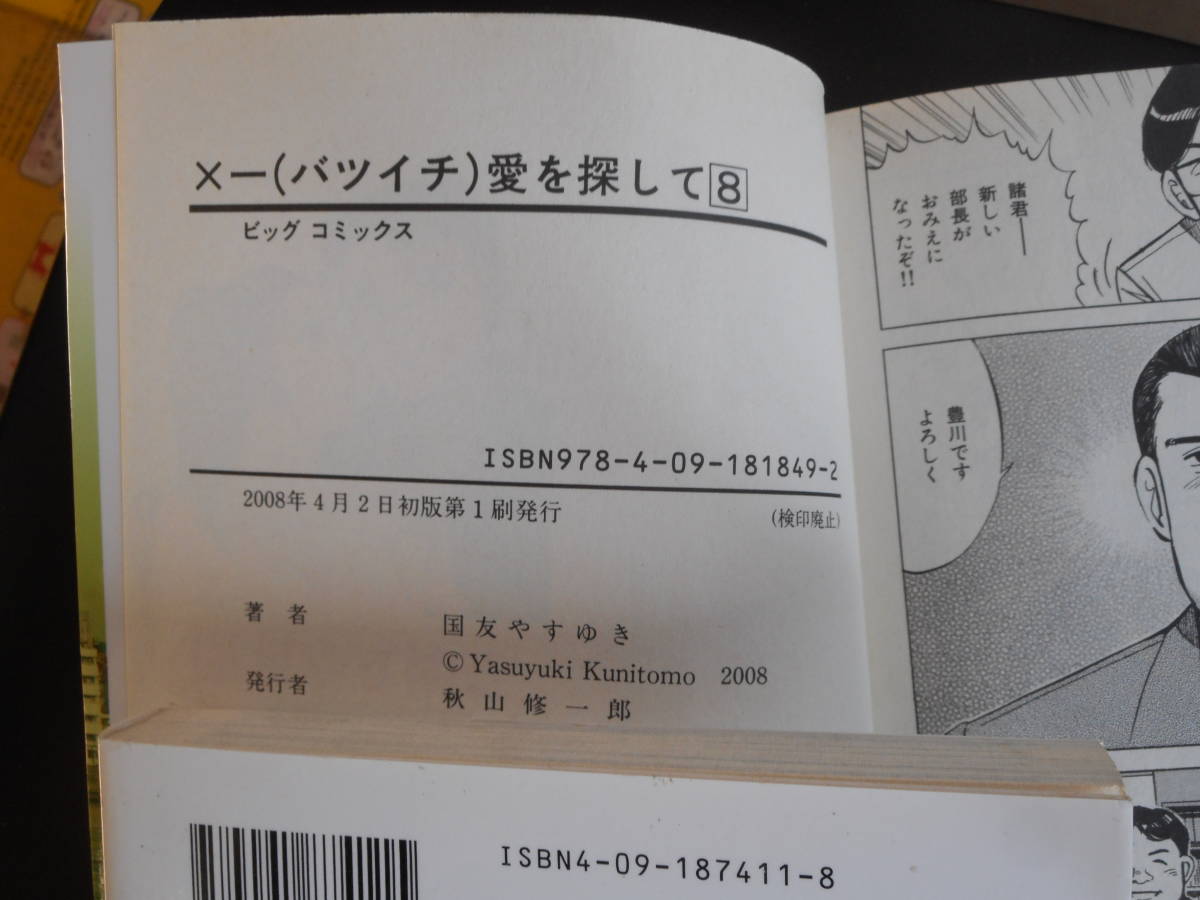 ×一(バツイチ)愛を探して8
ビッグ コミックス
ISBN978-4-09-181849-2
2008年4月2日初版第1刷発行
(検印廃止)
著 者
国友やすゆき
© Yasuyuki Kunitomo 2008
発行者
秋山修一郎
諸君――
新しい
部長が
おみえに
なったぞ!!
豊川です
よろしく
ISBN4-09-187411-8